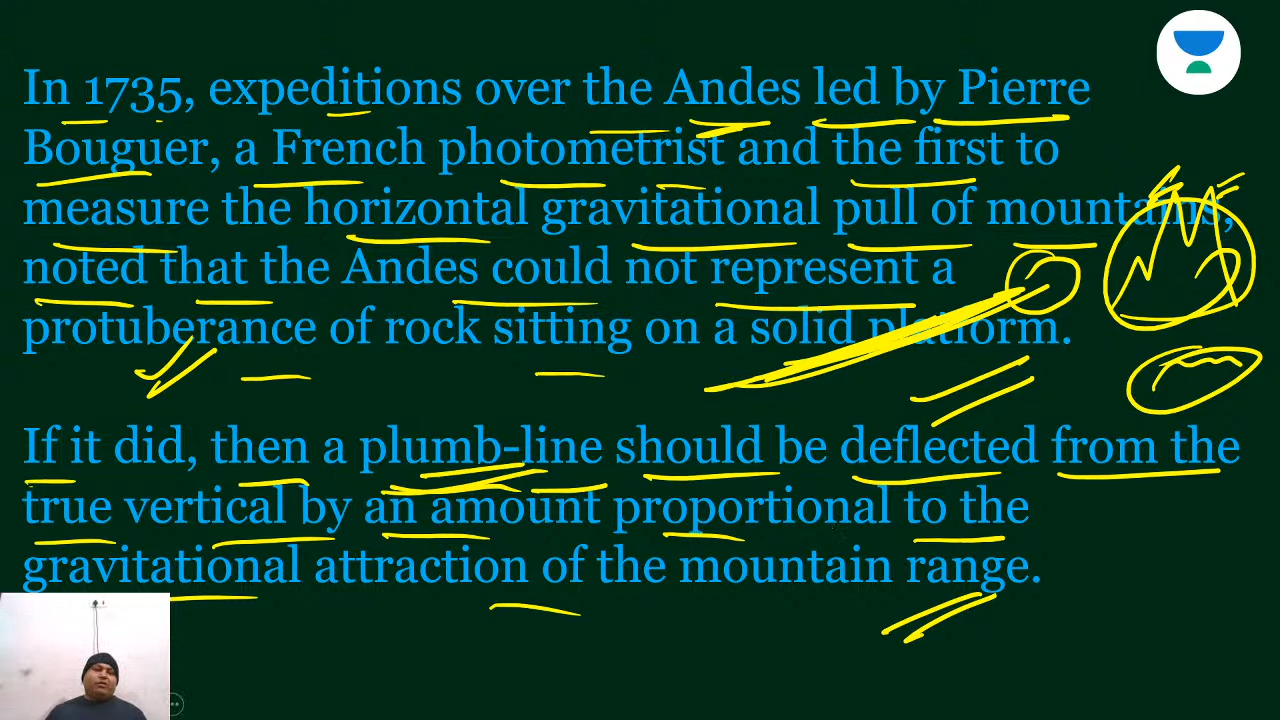 In 1735, expeditions over the Andes led by Pierre
Bouguer, a French photometrist and the first to
measure the horizontal gravitational pull of mountains,
noted that the Andes could not represent a
protuberance of rock sitting on a solid platform.
If it did, then a plumb-line should be deflected from the
true vertical by an amount proportional to the
gravitational attraction of the mountain range.